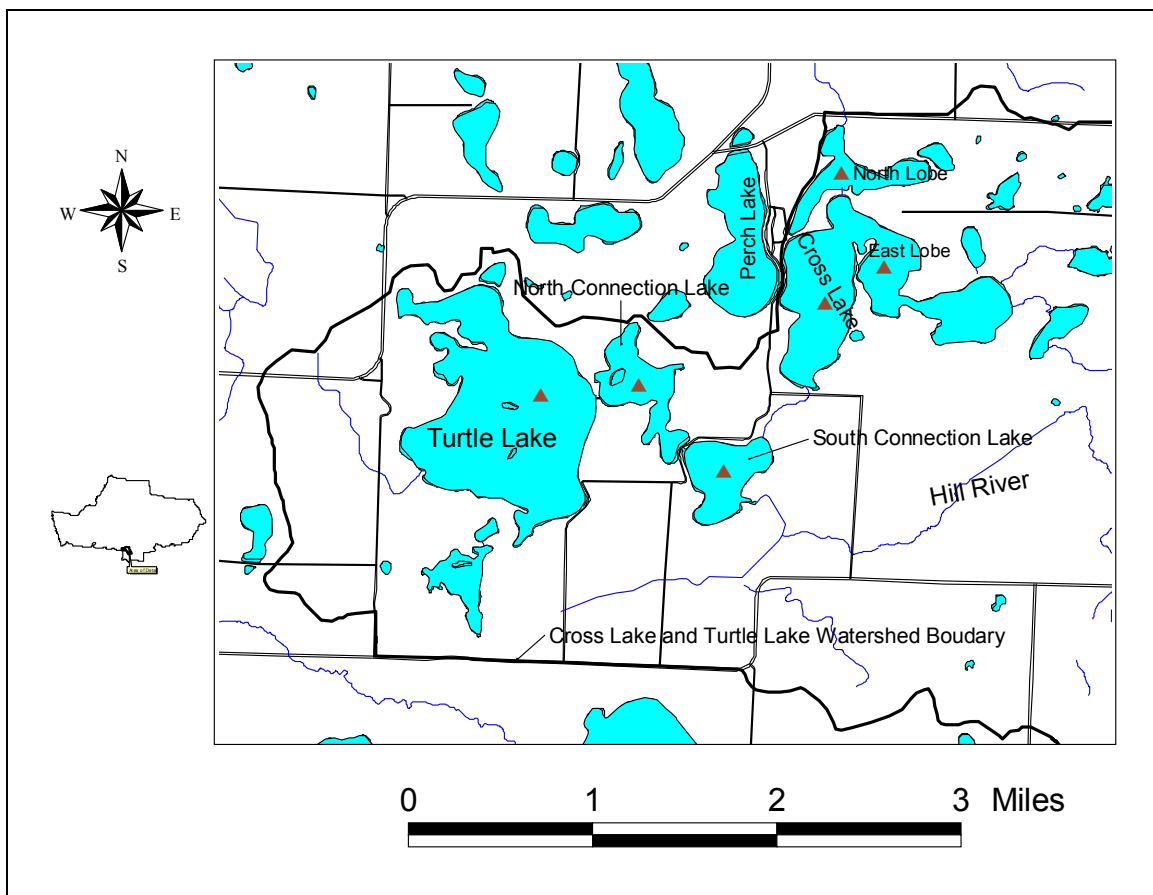 N
W E
S
North Lobe
Perch Lake
Cross Lake
East Lobe
North Connection Lake
Turtle Lake
South Connection Lake
Hill River
Cross Lake and Turtle Lake Watershed Boudary
0 1 2 3 Miles